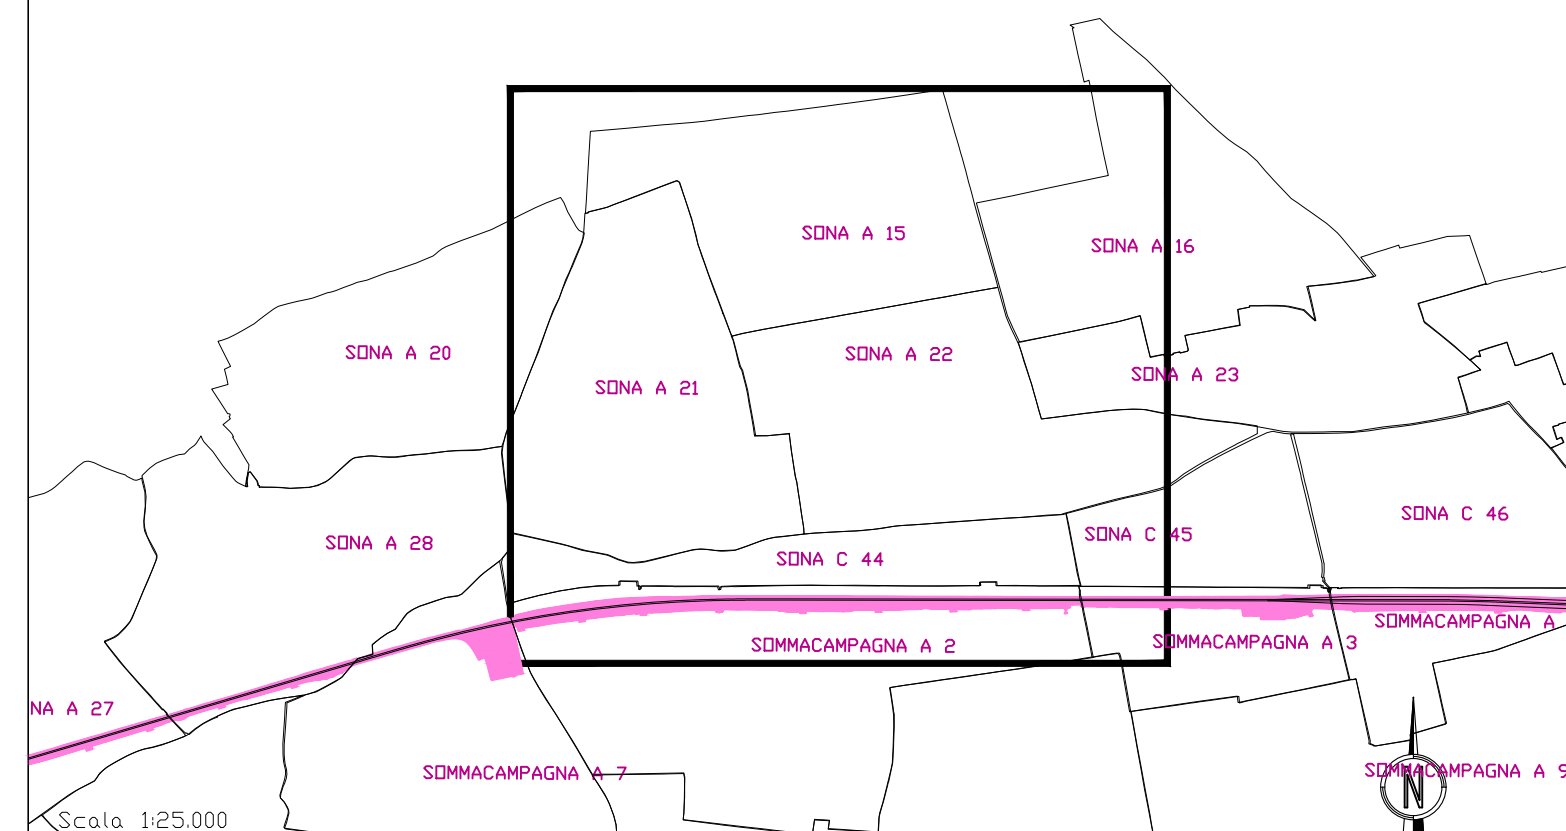 SONA A 15
SONA A 16
SONA A 20
SONA A 22
SONA A 23
SONA A 21
SONA C 46
SONA C 45
SONA A 28
SONA C 44
SOMMACAMPAGNA A
SOMMACAMPAGNA A 3
SOMMACAMPAGNA A 2
NA A 27
SOMMACAMPAGNA A 9
SOMMACAMPAGNA A 7
N
Scala 1:25.000